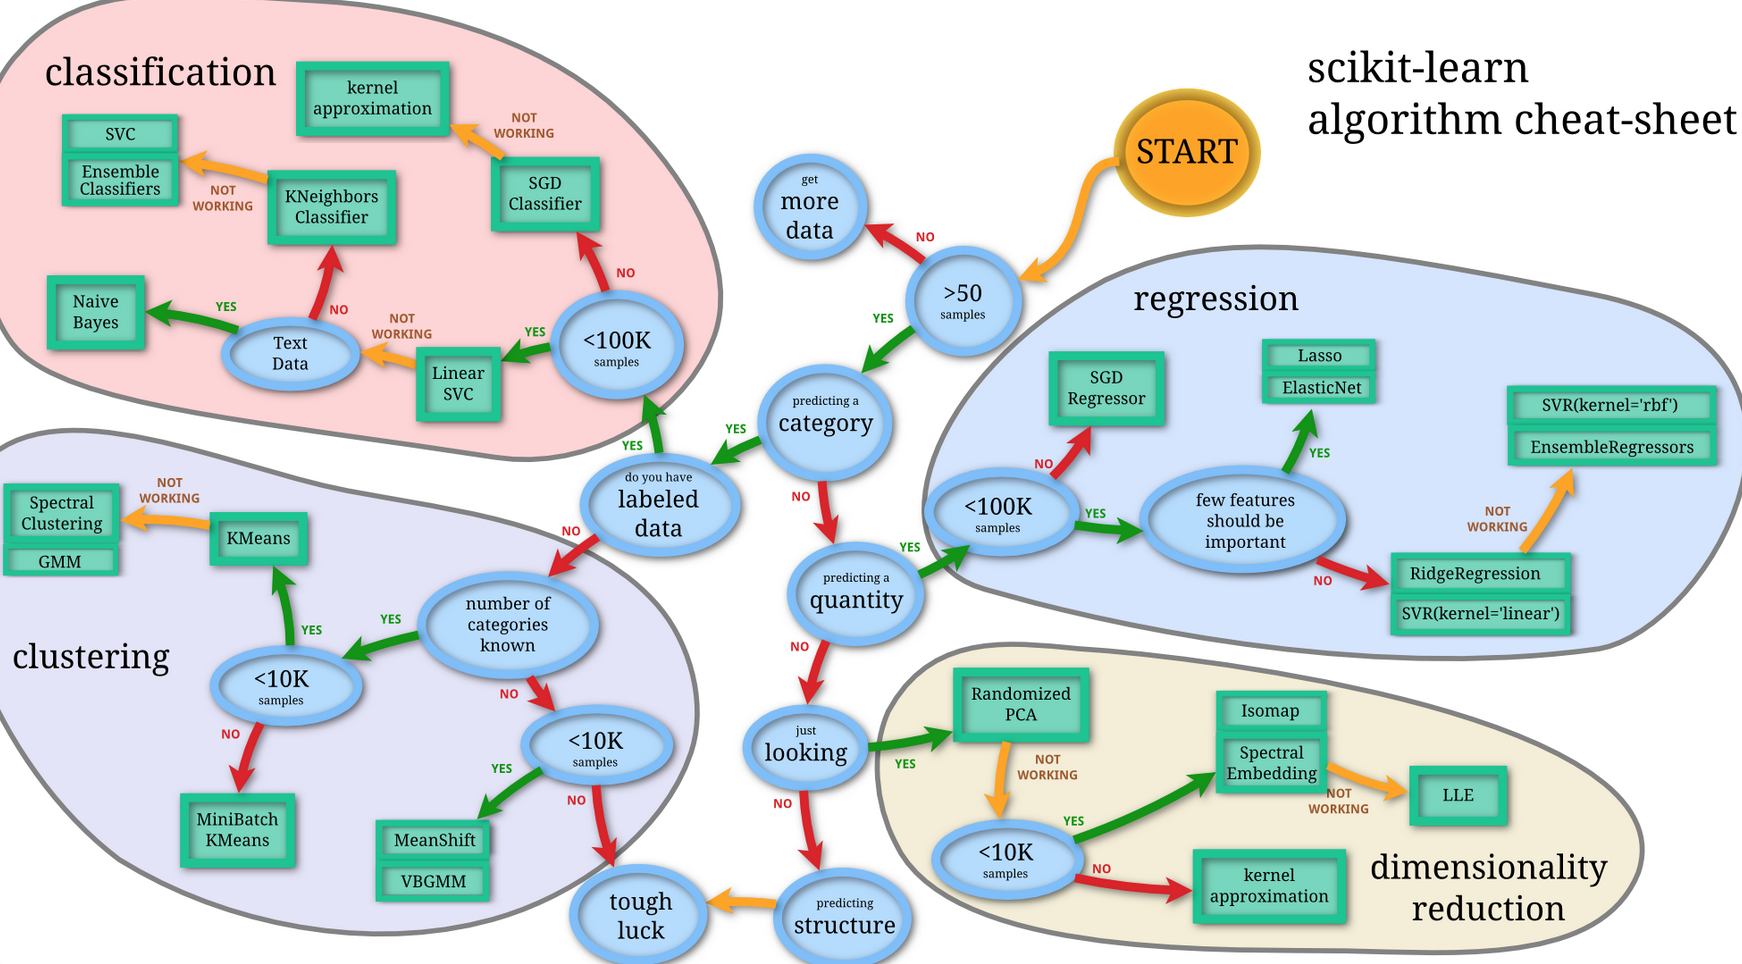 scikit-learn
algorithm cheat-sheet
START
classification
kernel
approximation
NOT
WORKING
SVC
Ensemble
Classifiers
NOT
WORKING
KNeighbors
Classifier
SGD
Classifier
NO
Naive
Bayes
YES
NO
Text
Data
NOT
WORKING
Linear
SVC
YES
<100K
samples
YES
get
more
data
NO
>50
samples
YES
predicting a
category
YES
NO
do you have
labeled
data
NO
predicting a
quantity
YES
NO
just
looking
YES
NO
predicting
structure
tough
luck
regression
SGD
Regressor
NO
<100K
samples
YES
Lasso
ElasticNet
YES
few features
should be
important
NO
SVR(kernel='rbf')
EnsembleRegressors
NOT
WORKING
RidgeRegression
SVR(kernel='linear')
clustering
Spectral
Clustering
GMM
NOT
WORKING
KMeans
YES
number of
categories
known
YES
NO
<10K
samples
NO
MiniBatch
KMeans
<10K
samples
YES
NO
MeanShift
VBGMM
dimensionality
reduction
Randomized
PCA
NOT
WORKING
<10K
samples
YES
NO
Isomap
Spectral
Embedding
NOT
WORKING
LLE
kernel
approximation